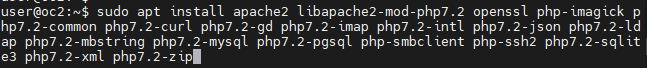 user@oc2:~$ sudo apt install apache2 libapache2-mod-php7.2 openssl php-imagick p
hp7.2-common php7.2-curl php7.2-gd php7.2-imap php7.2-intl php7.2-json php7.2-ld
ap php7.2-mbstring php7.2-mysql php7.2-pgsql php-smbclient php-ssh2 php7.2-sqlit
e3 php7.2-xml php7.2-zip